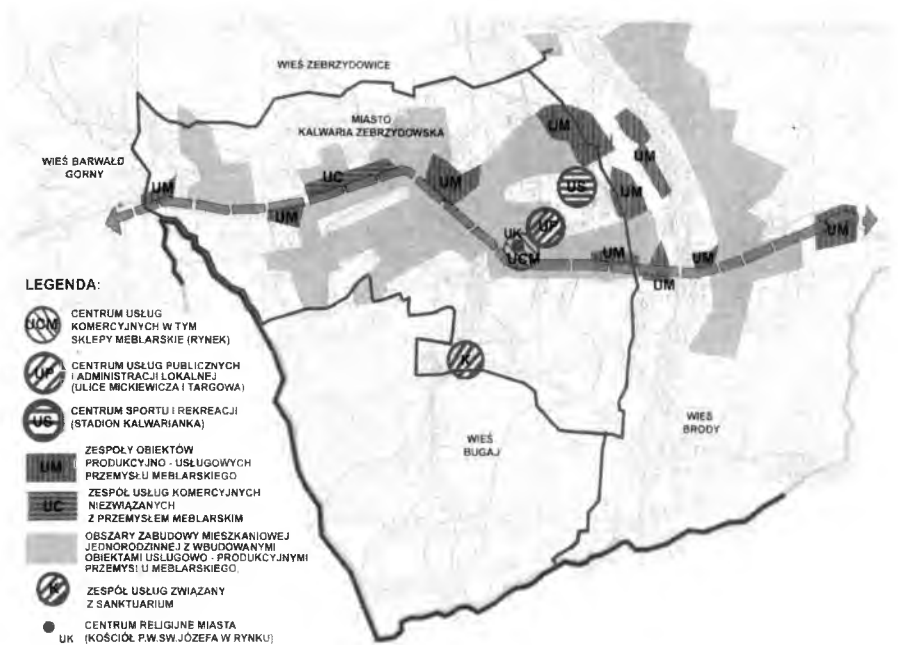 WIEŚ ZEBRZYDOWICE
MIASTO
KALWARIA ZEBRZYDOWSKA
WIEŚ BARWAŁD
GORNY
UM
UM
UC
UM
UM
US
UM
UM
UP
UK
UCM
UM
UM
UM
UM
K
WIEŚ
BUGAJ
WIEŚ
BRODY
LEGENDA:
UCM
CENTRUM USŁUG
KOMERCYJNYCH W TYM
SKLEPY MEBLARSKIE (RYNEK)
UP
CENTRUM USŁUG PUBLICZNYCH
I ADMINISTRACJI LOKALNEJ
(ULICE MICKIEWICZA I TARGOWA)
US
CENTRUM SPORTU I REKREACJI
(STADION KALWARIANKA)
UM
ZESPOŁY OBIEKTÓW
PRODUKCYJNO - USŁUGOWYCH
PRZEMYSŁU MEBLARSKIEGO
UC
ZESPÓŁ USŁUG KOMERCYJNYCH
NIEZWIĄZANYCH
Z PRZEMYSŁEM MEBLARSKIM
OBSZARY ZABUDOWY MIESZKANIOWEJ
JEDNORODZINNEJ Z WBUDOWANYMI
OBIEKTAMI USŁUGOWO - PRODUKCYJNYMI
PRZEMYSŁU MEBLARSKIEGO
K
ZESPÓŁ USŁUG ZWIĄZANY
Z SANKTUARIUM
UK
CENTRUM RELIGIJNE MIASTA
(KOŚCIÓŁ P.W.SW.JÓZEFA W RYNKU)